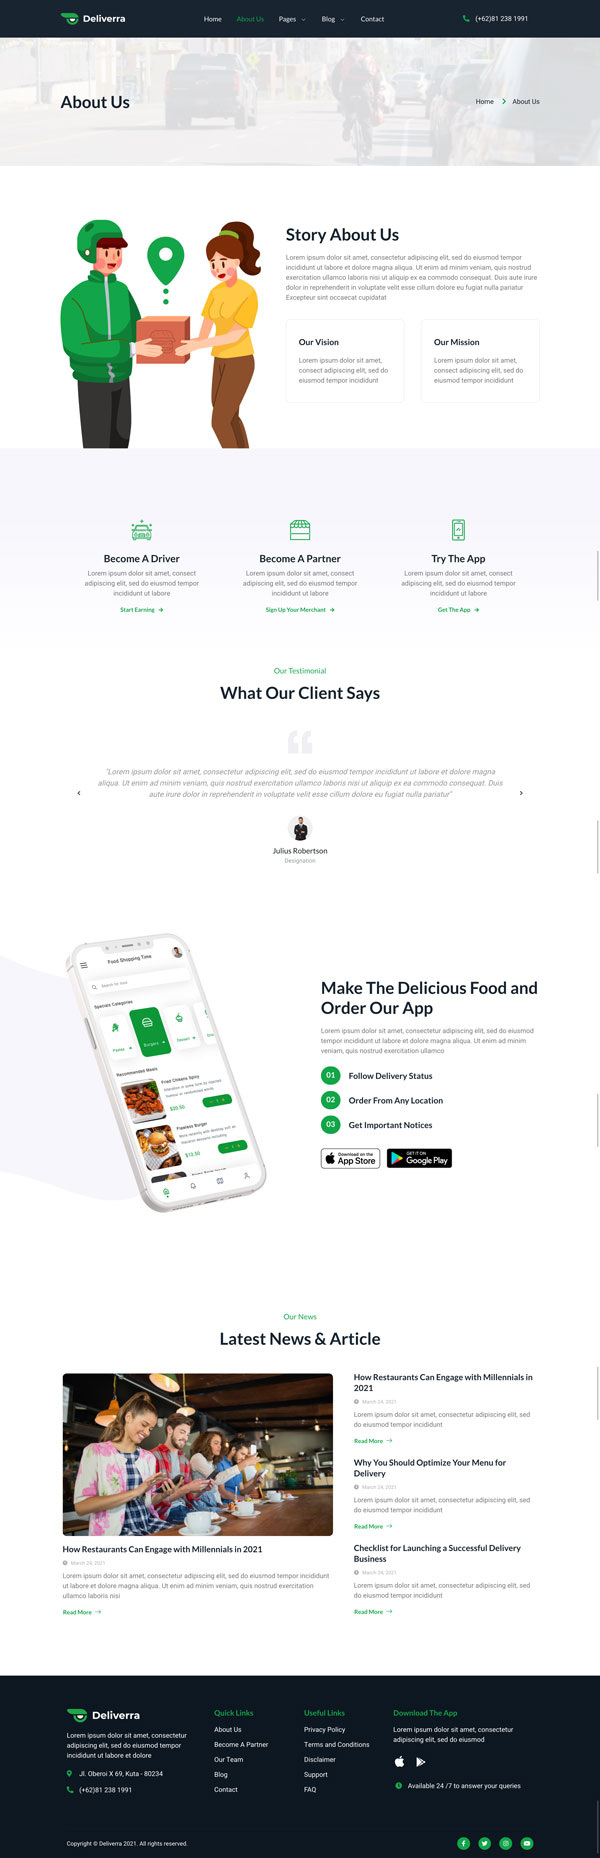 Deliverra
Home About Us Pages Blog Contact
(+62)81 238 1991
About Us
Home About Us
Story About Us
Lorem ipsum dolor sit amet, consectetur adipiscing elit, sed do eiusmod tempor
incididunt ut labore et dolore magna aliqua. Ut enim ad minim veniam, quis nostrud
exercitation ullamco laboris nisi ut aliquip ex ea commodo consequat. Duis aute irure
dolor in reprehenderit in voluptate velit esse cillum dolore eu fugiat nulla pariatur
Excepteur sint occaecat cupidatat
Our Vision
Lorem ipsum dolor sit amet,
consect adipiscing elit, sed do
eiusmod tempor incididunt
Our Mission
Lorem ipsum dolor sit amet,
consectetur adipiscing elit, sed do
eiusmod tempor incididunt
Become A Driver
Lorem ipsum dolor sit amet, consect
adipiscing elit, sed do eiusmod tempor
incididunt ut labore
Start Earning
Become A Partner
Lorem ipsum dolor sit amet, consect
adipiscing elit, sed do eiusmod tempor
incididunt ut labore
Sign Up Your Merchant
Try The App
Lorem ipsum dolor sit amet, consect
adipiscing elit, sed do eiusmod tempor
incididunt ut labore
Get The App
Our Testimonial
What Our Client Says
"Lorem ipsum dolor sit amet, consectetur adipiscing elit, sed do eiusmod tempor incididunt ut labore et dolore magna
aliqua. Ut enim ad minim veniam, quis nostrud exercitation ullamco laboris nisi ut aliquip ex ea commodo consequat. Duis
aute irure dolor in reprehenderit in voluptate velit esse cillum dolore eu fugiat nulla pariatur"
Julius Robertson
Designation
Food Shopping Time
Search for food
Specials Categories
Burgers
Dessert
Recommended Meals
Fried Chikens Spicy
$20.50
Flawless Burger
$12.50
Make The Delicious Food and
Order Our App
Lorem ipsum dolor sit amet, consectetur adipiscing elit, sed do eiusmod
tempor incididunt ut labore et dolore magna aliqua. Ut enim ad minim
veniam, quis nostrud exercitation ullamco
01 Follow Delivery Status
02 Order From Any Location
03 Get Important Notices
Download on the
App Store
GET IT ON
Google Play
Our News
Latest News & Article
How Restaurants Can Engage with Millennials in 2021
March 24, 2021
Lorem ipsum dolor sit amet, consectetur adipiscing elit, sed do eiusmod tempor incididunt
ut labore et dolore magna aliqua. Ut enim ad minim veniam, quis nostrud exercitation
ullamco laboris nisi
Read More
How Restaurants Can Engage with Millennials in
2021
March 24, 2021
Lorem ipsum dolor sit amet, consectetur adipiscing elit, sed
do eiusmod tempor incididunt
Read More
Why You Should Optimize Your Menu for
Delivery
March 24, 2021
Lorem ipsum dolor sit amet, consectetur adipiscing elit, sed
do eiusmod tempor incididunt
Read More
Checklist for Launching a Successful Delivery
Business
March 24, 2021
Lorem ipsum dolor sit amet, consectetur adipiscing elit, sed
do eiusmod tempor incididunt
Read More
Deliverra
Lorem ipsum dolor sit amet, consectetur
adipiscing elit, sed do eiusmod tempor
incididunt ut labore et dolore
Jl. Oberoi X 69, Kuta - 80234
(+62)81 238 1991
Quick Links
About Us
Become A Partner
Our Team
Blog
Contact
Useful Links
Privacy Policy
Terms and Conditions
Disclaimer
Support
FAQ
Download The App
Lorem ipsum dolor sit amet, consectetur
adipiscing elit, sed do eiusmod
Available 24 /7 to answer your queries
Copyright © Deliverra 2021. All rights reserved.